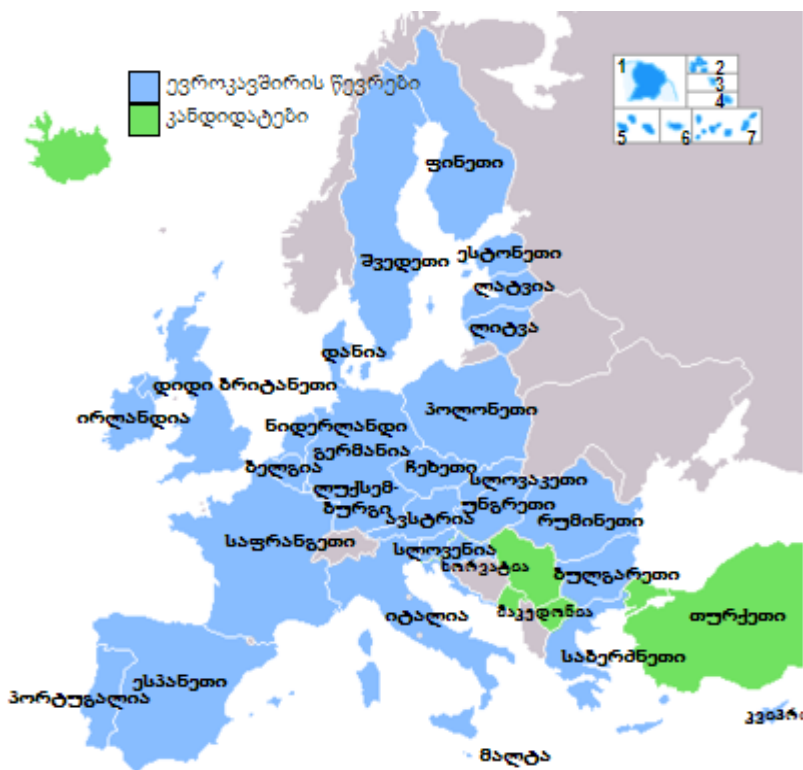 ევროკავშირის წევრები
კანდიდატები
1
2
3
4
5
6
7
ფინეთი
შვედეთი
ესტონეთი
ლატვია
ლიტვა
დანია
დიდი ბრიტანეთი
ირლანდია
პოლონეთი
ნიდერლანდი
გერმანია
ბელგია
ჩეხეთი
სლოვაკეთი
ლუქსემ-
ბურგი
უნგრეთი
ავსტრია
რუმინეთი
საფრანგეთი
სლოვენია
ხორვატია
ბულგარეთი
იტალია
მაკედონია
თურქეთი
საბერძნეთი
ესპანეთი
პორტუგალია
კვიპრ
მალტა